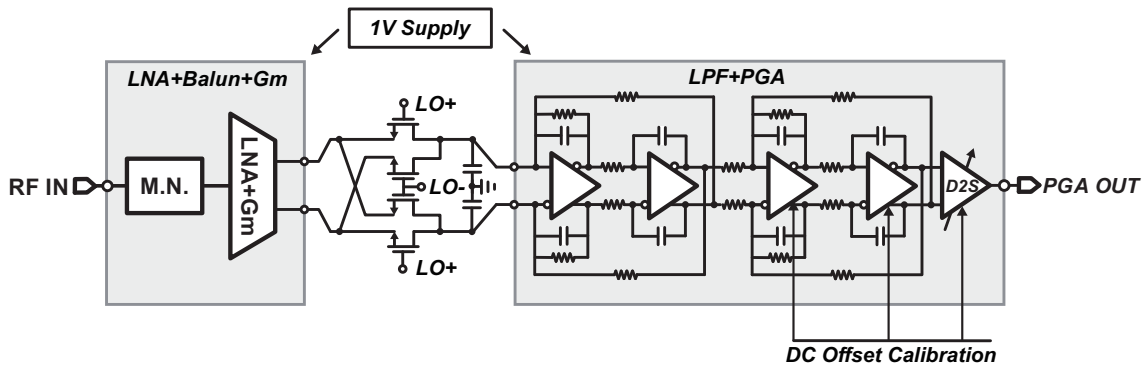 1V Supply
LNA+Balun+Gm
LPF+PGA
LO+
LNA+Gm
M.N.
RF IN
LO-
D2S
PGA OUT
LO+
DC Offset Calibration